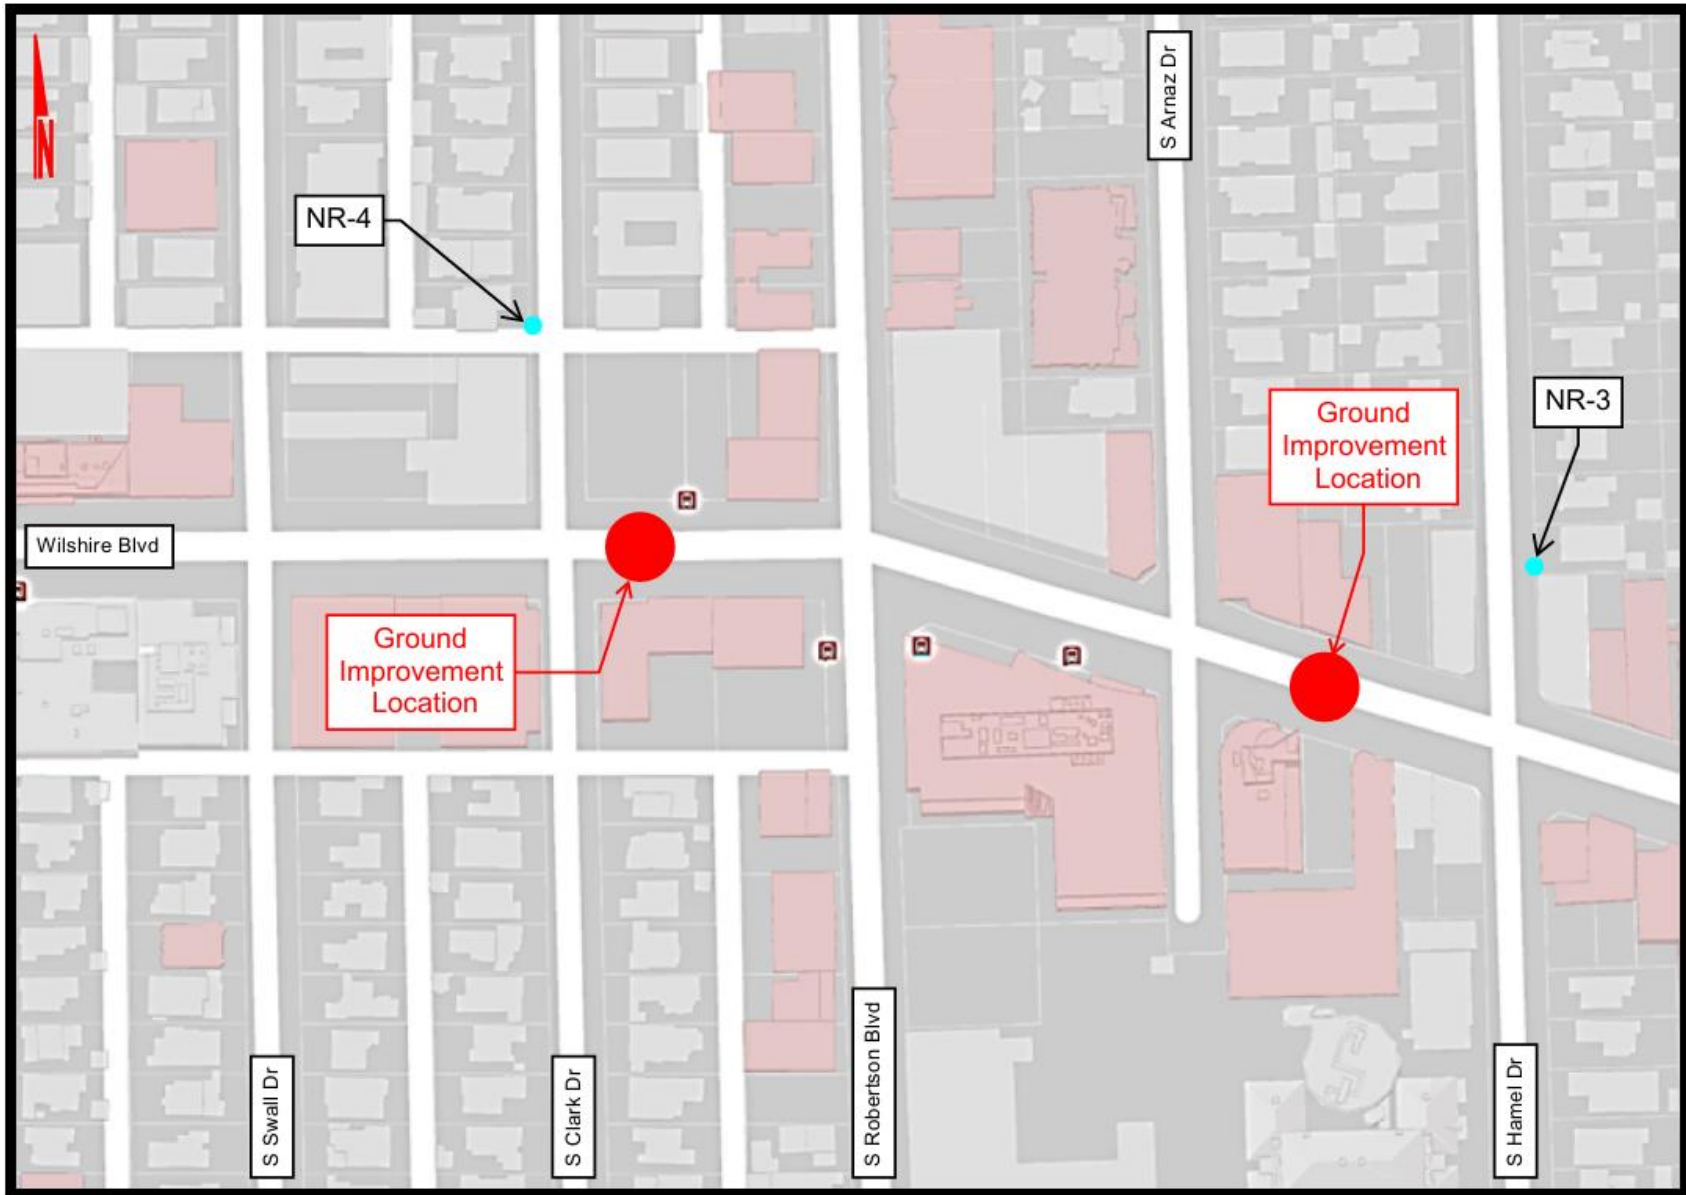 N
S Arnaz Dr
NR-4
NR-3
Ground
Improvement
Location
Wilshire Blvd
Ground
Improvement
Location
S Swall Dr
S Clark Dr
S Robertson Blvd
S Hamel Dr